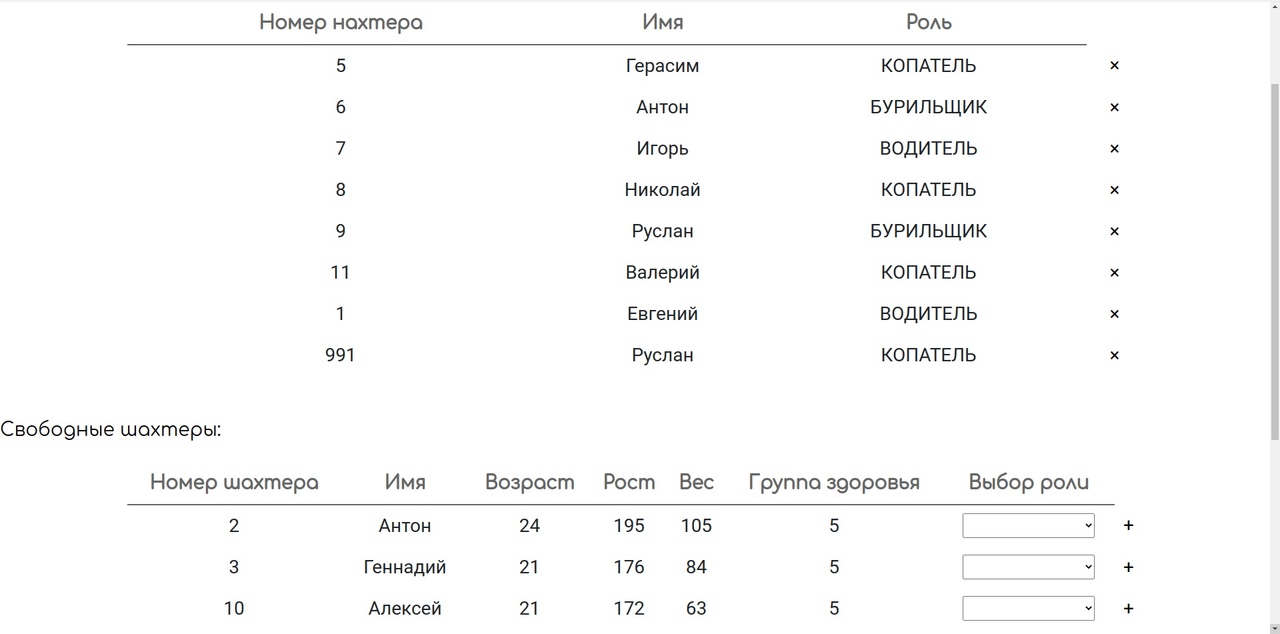 Номер нахтера Имя Роль
5 Герасим КОПАТЕЛЬ ×
6 Антон БУРИЛЬЩИК ×
7 Игорь ВОДИТЕЛЬ ×
8 Николай КОПАТЕЛЬ ×
9 Руслан БУРИЛЬЩИК ×
11 Валерий КОПАТЕЛЬ ×
1 Евгений ВОДИТЕЛЬ ×
991 Руслан КОПАТЕЛЬ ×
Свободные шахтеры:
Номер шахтера Имя Возраст Рост Вес Группа здоровья Выбор роли
2 Антон 24 195 105 5 +
3 Геннадий 21 176 84 5 +
10 Алексей 21 172 63 5 +